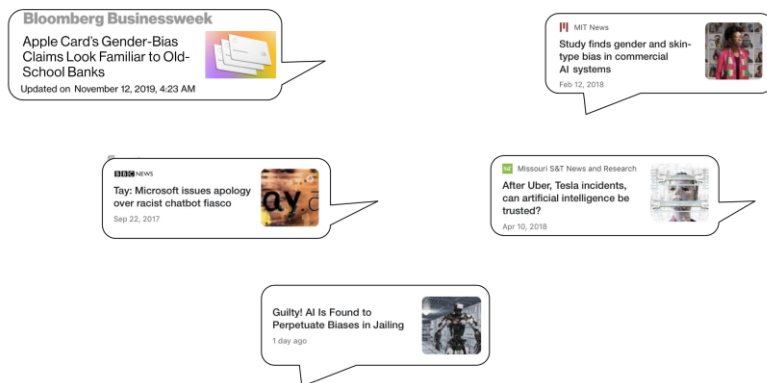 Bloomberg Businessweek
Apple Card's Gender-Bias
Claims Look Familiar to Old-
School Banks
Updated on November 12, 2019, 4:23 AM
MIT News
Study finds gender and skin-
type bias in commercial
AI systems
Feb 12, 2018
BBC NEWS
Tay: Microsoft issues apology
over racist chatbot fiasco
Sep 22, 2017
ay.
S&T Missouri S&T News and Research
After Uber, Tesla incidents,
can artificial intelligence be
trusted?
Apr 10, 2018
Guilty! AI Is Found to
Perpetuate Biases in Jailing
1 day ago